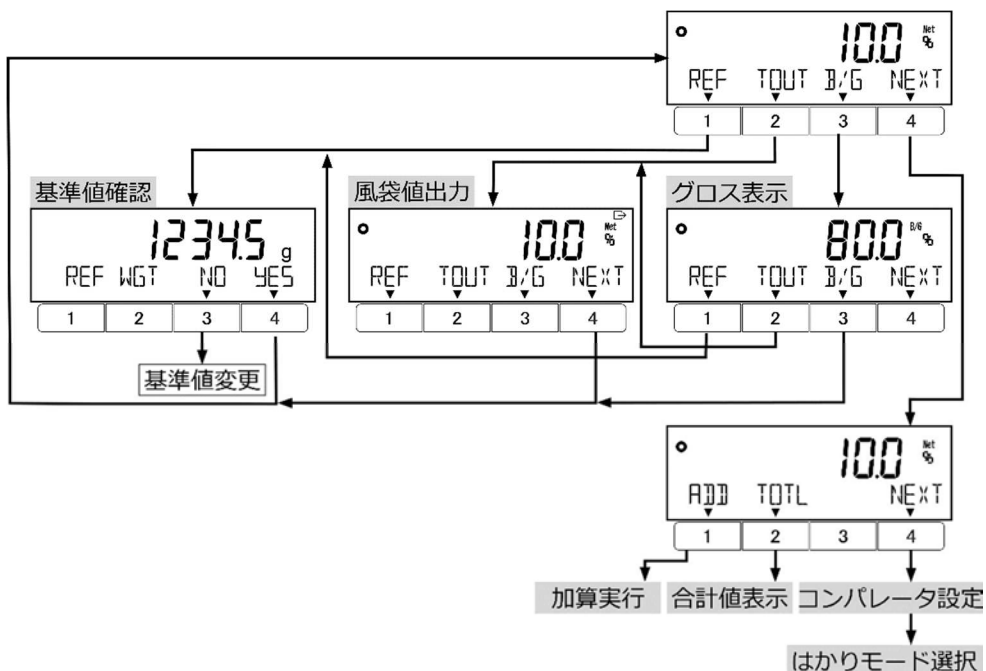 10.0 Net %
REF TOUT B/G NEXT
1 2 3 4
基準値確認
1234.5 g
REF WGT NO YES
1 2 3 4
基準値変更
風袋値出力
10.0 Net %
REF TOUT B/G NEXT
1 2 3 4
グロス表示
80.0 B/G %
REF TOUT B/G NEXT
1 2 3 4
10.0 Net %
ADD TOTL NEXT
1 2 3 4
加算実行 合計値表示 コンパレータ設定
はかりモード選択